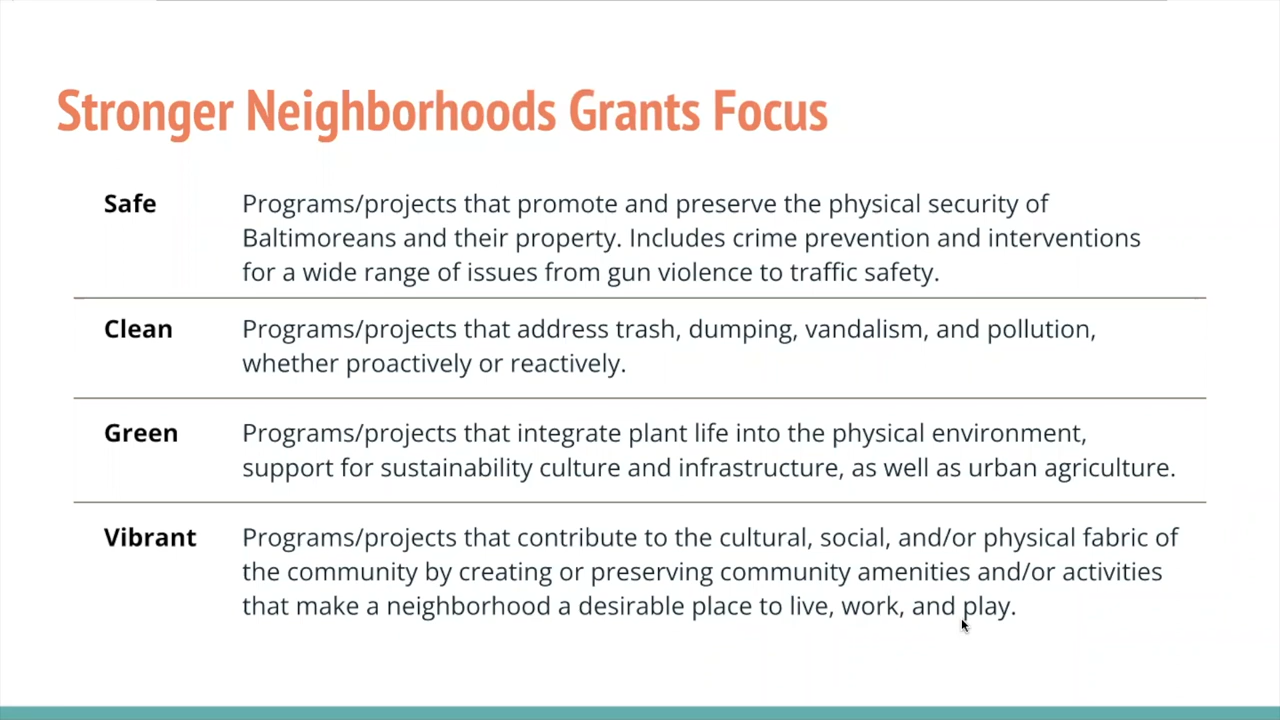 Stronger Neighborhoods Grants Focus
Safe
Programs/projects that promote and preserve the physical security of
Baltimoreans and their property. Includes crime prevention and interventions
for a wide range of issues from gun violence to traffic safety.
Clean
Programs/projects that address trash, dumping, vandalism, and pollution,
whether proactively or reactively.
Green
Programs/projects that integrate plant life into the physical environment,
support for sustainability culture and infrastructure, as well as urban agriculture.
Vibrant
Programs/projects that contribute to the cultural, social, and/or physical fabric of
the community by creating or preserving community amenities and/or activities
that make a neighborhood a desirable place to live, work, and play.